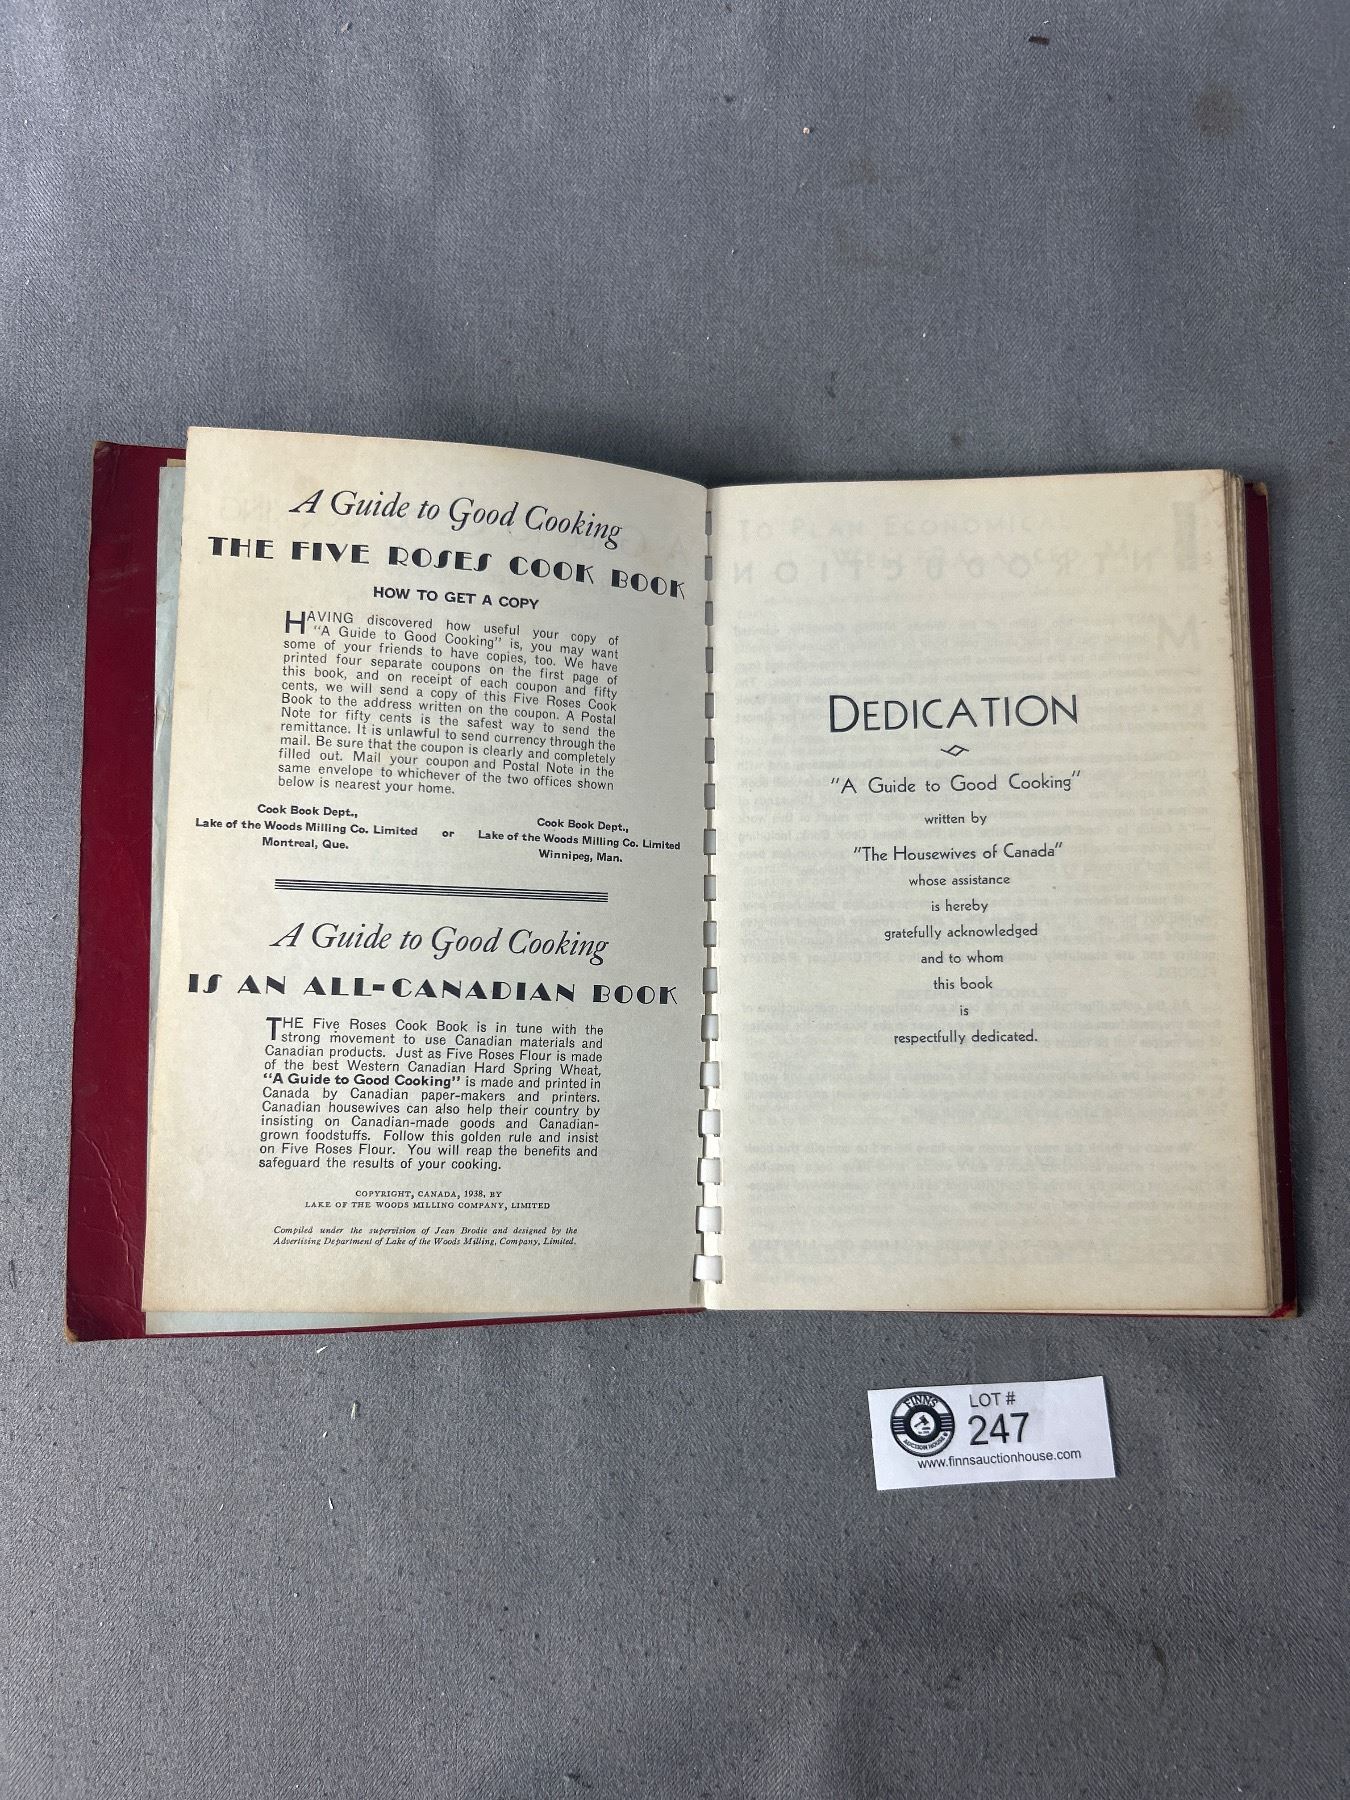 A Guide to Good Cooking
THE FIVE ROSES COOK BOOK
HOW TO GET A COPY
HAVING discovered how useful your copy of
"A Guide to Good Cooking" is, you may want
some of your friends to have copies, too. We have
printed four separate coupons on the first page of
this book, and on receipt of each coupon and fifty
cents, we will send a copy of this Five Roses Cook
Book to the address written on the coupon. A Postal
Note for fifty cents is the safest way to send the
remittance. It is unlawful to send currency through the
mail. Be sure that the coupon is clearly and completely
filled out. Mail your coupon and Postal Note in the
same envelope to whichever of the two offices shown
below is nearest your home.
Cook Book Dept.,
Lake of the Woods Milling Co. Limited
Montreal, Que.
or
Cook Book Dept.,
Lake of the Woods Milling Co. Limited
Winnipeg, Man.
A Guide to Good Cooking
IS AN ALL-CANADIAN BOOK
THE Five Roses Cook Book is in tune with the
strong movement to use Canadian materials and
Canadian products. Just as Five Roses Flour is made
of the best Western Canadian Hard Spring Wheat,
"A Guide to Good Cooking" is made and printed in
Canada by Canadian paper-makers and printers.
Canadian housewives can also help their country by
insisting on Canadian-made goods and Canadian-
grown foodstuffs. Follow this golden rule and insist
on Five Roses Flour. You will reap the benefits and
safeguard the results of your cooking.
COPYRIGHT, CANADA, 1938, BY
LAKE OF THE WOODS MILLING COMPANY, LIMITED
Compiled under the supervision of Jean Brodie and designed by the
Advertising Department of Lake of the Woods Milling, Company, Limited.
DEDICATION
"A Guide to Good Cooking"
written by
"The Housewives of Canada"
whose assistance
is hereby
gratefully acknowledged
and to whom
this book
is
respectfully dedicated.
FINNS
AUCTION HOUSE
LOT #
247
www.finnsauctionhouse.com